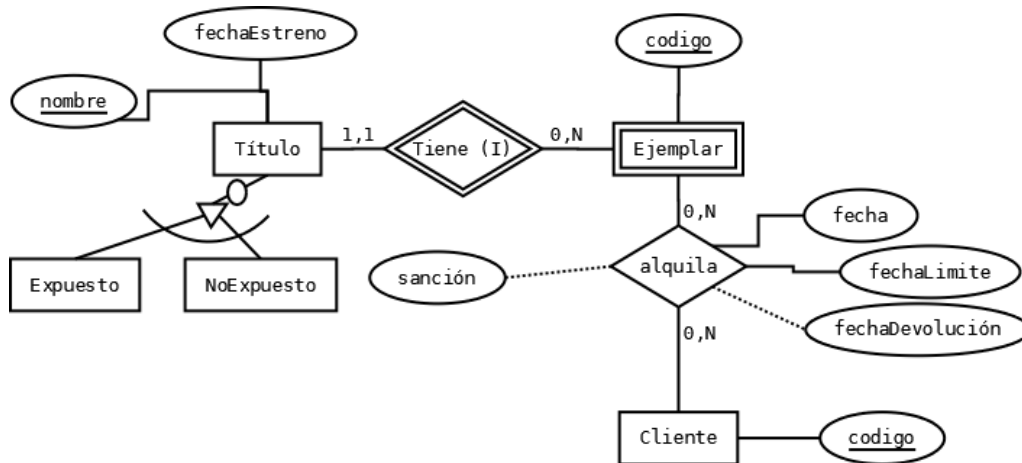 fechaEstreno
codigo
nombre
Título
1,1
Tiene (I)
0,N
Ejemplar
0,N
fecha
alquila
sanción
fechaLimite
Expuesto
NoExpuesto
fechaDevolución
0,N
Cliente
codigo